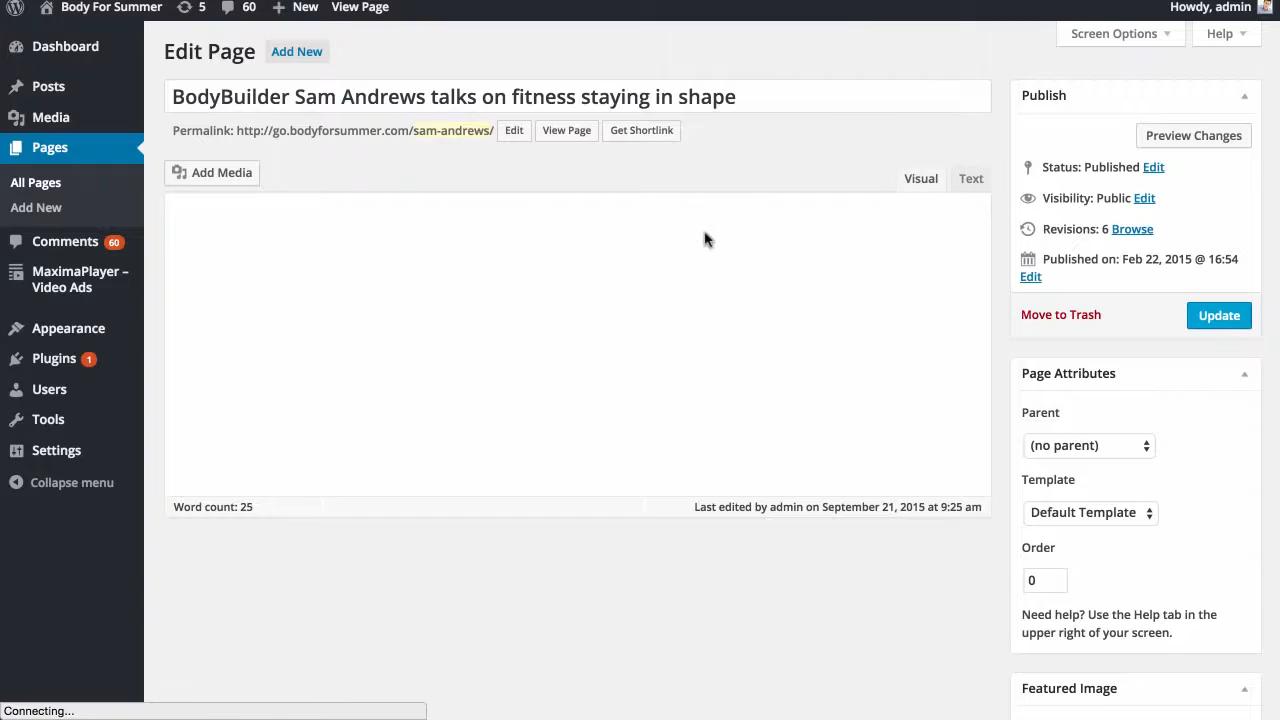 Body For Summer 5 60 New View Page Howdy, admin
Dashboard
Posts
Media
Pages
All Pages
Add New
Comments 60
MaximaPlayer –
Video Ads
Appearance
Plugins 1
Users
Tools
Settings
Collapse menu
Screen Options Help
Edit Page Add New
BodyBuilder Sam Andrews talks on fitness staying in shape
Permalink: http://go.bodyforsummer.com/sam-andrews/ Edit View Page Get Shortlink
Add Media
Visual Text
Word count: 25 Last edited by admin on September 21, 2015 at 9:25 am
Publish
Preview Changes
Status: Published Edit
Visibility: Public Edit
Revisions: 6 Browse
Published on: Feb 22, 2015 @ 16:54
Edit
Move to Trash Update
Page Attributes
Parent
(no parent)
Template
Default Template
Order
0
Need help? Use the Help tab in the
upper right of your screen.
Featured Image
Connecting...